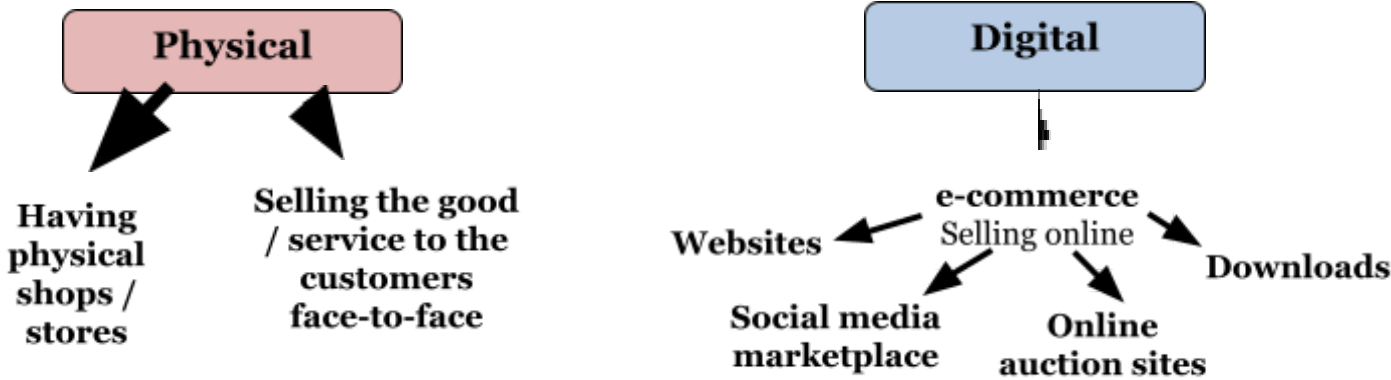 Physical
Having
physical
shops /
stores
Selling the good
/ service to the
customers
face-to-face
Digital
e-commerce
Selling online
Websites
Social media
marketplace
Online
auction sites
Downloads